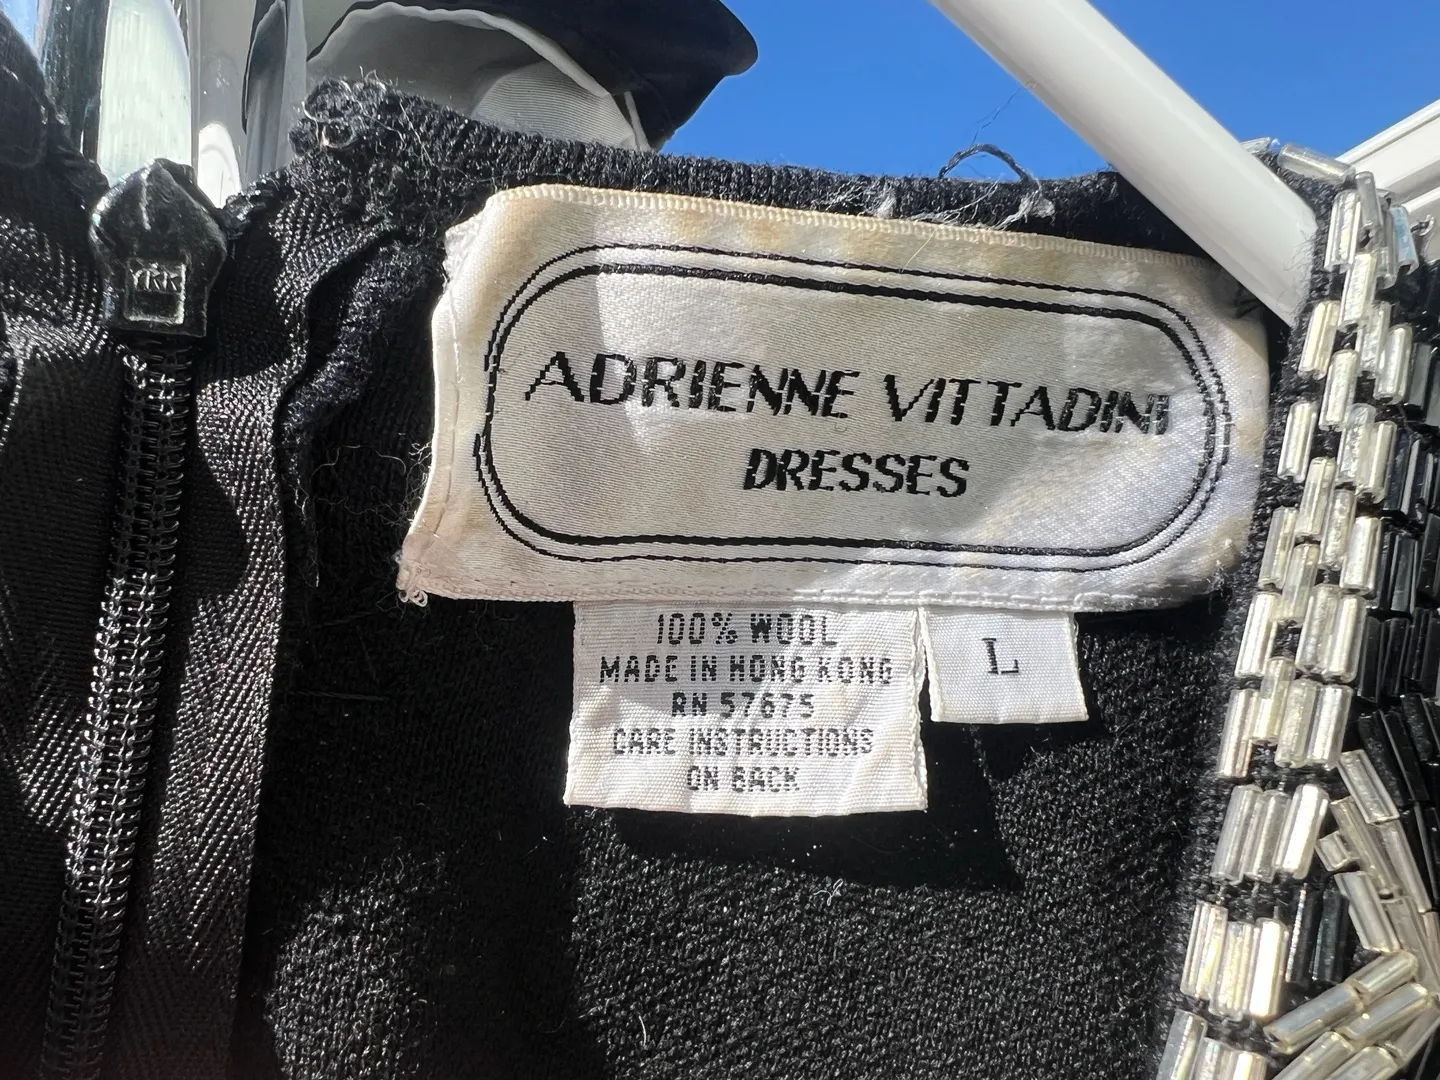 YKK
ADRIENNE VITTADINI
DRESSES
100% WOOL
MADE IN HONG KONG
RN 57675
CARE INSTRUCTIONS
ON BACK
L